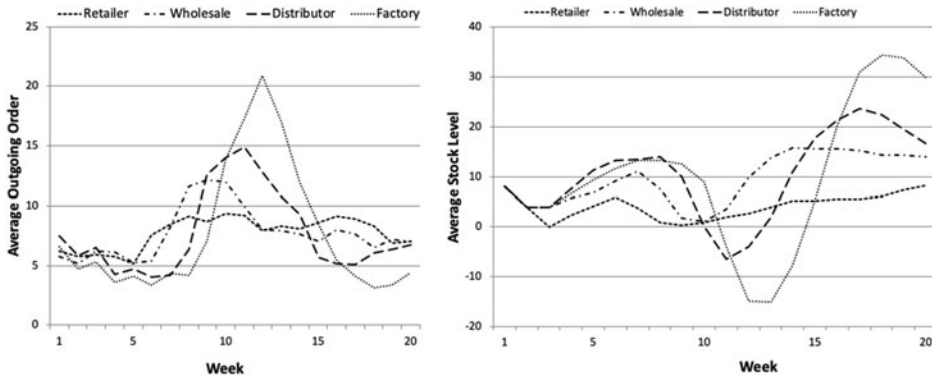 Retailer Wholesale Distributor Factory
25
20
15
10
5
0
Average Outgoing Order
1 5 10 15 20
Week
Retailer Wholesale Distributor Factory
40
30
20
10
0
-10
-20
Average Stock Level
1 5 10 15 20
Week